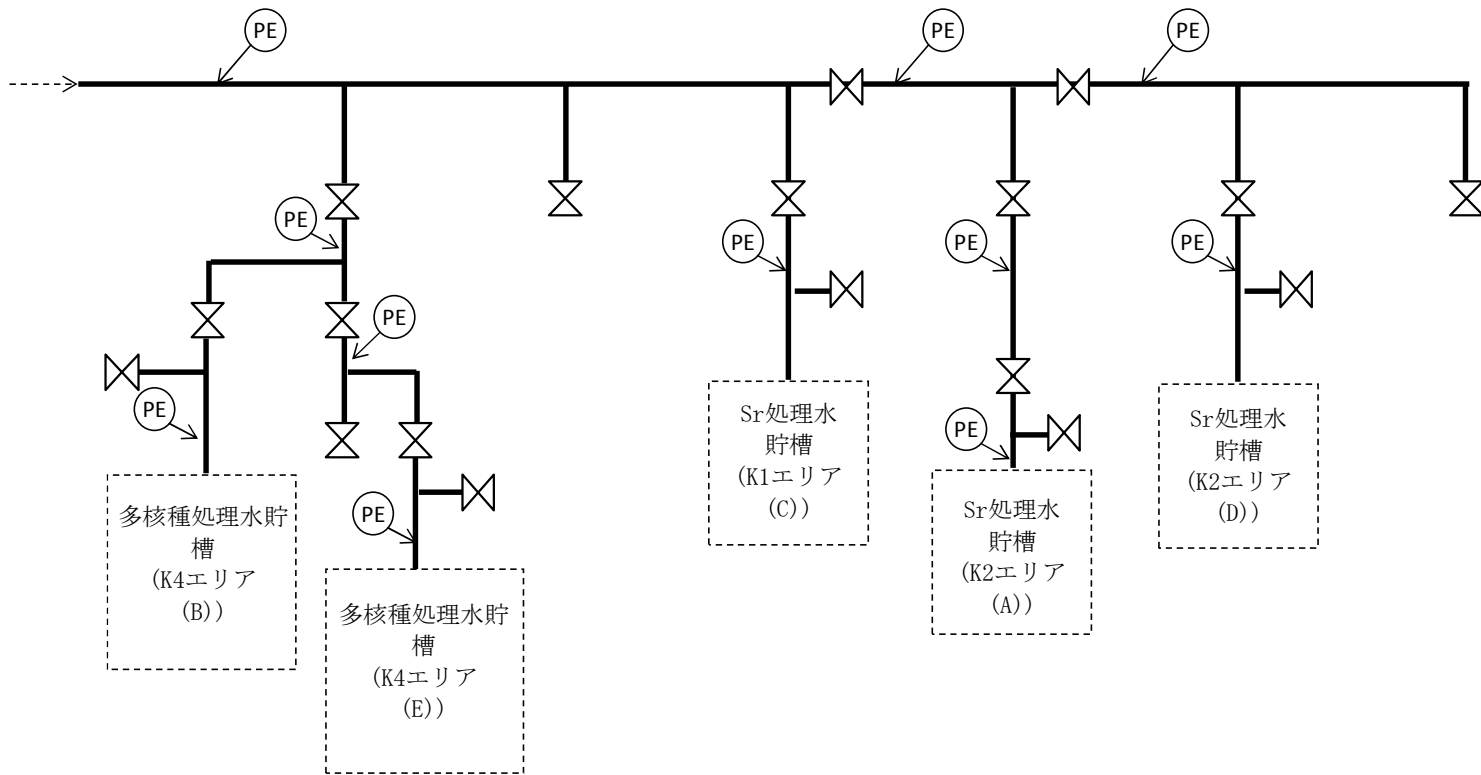 PE
PE
PE
PE
PE
PE
PE
PE
PE
PE
PE
PE
Sr処理水
貯槽
(K1エリア
(C))
Sr処理水
貯槽
(K2エリア
(A))
Sr処理水
貯槽
(K2エリア
(D))
多核種処理水貯
槽
(K4エリア
(B))
多核種処理水貯
槽
(K4エリア
(E))